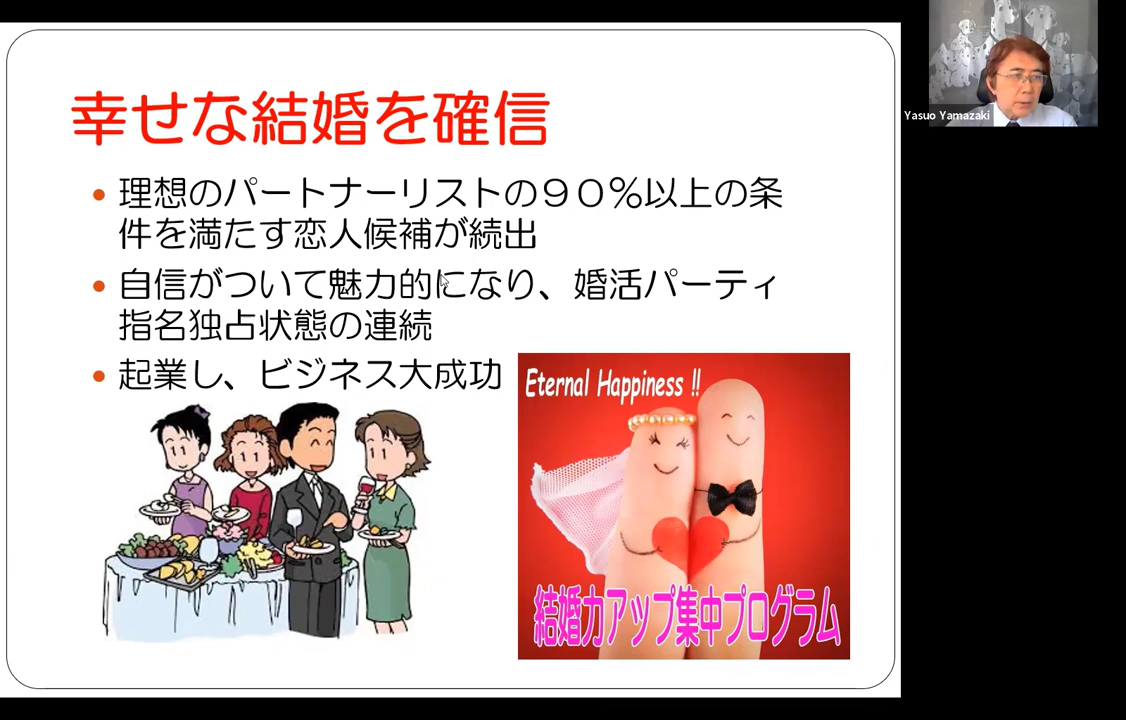 幸せな結婚を確信
• 理想のパートナーリストの９０％以上の条
件を満たす恋人候補が続出
• 自信がついて魅力的になり、婚活パーティ
指名独占状態の連続
• 起業し、ビジネス大成功
Eternal Happiness !!
結婚力アップ集中プログラム
Yasuo Yamazaki